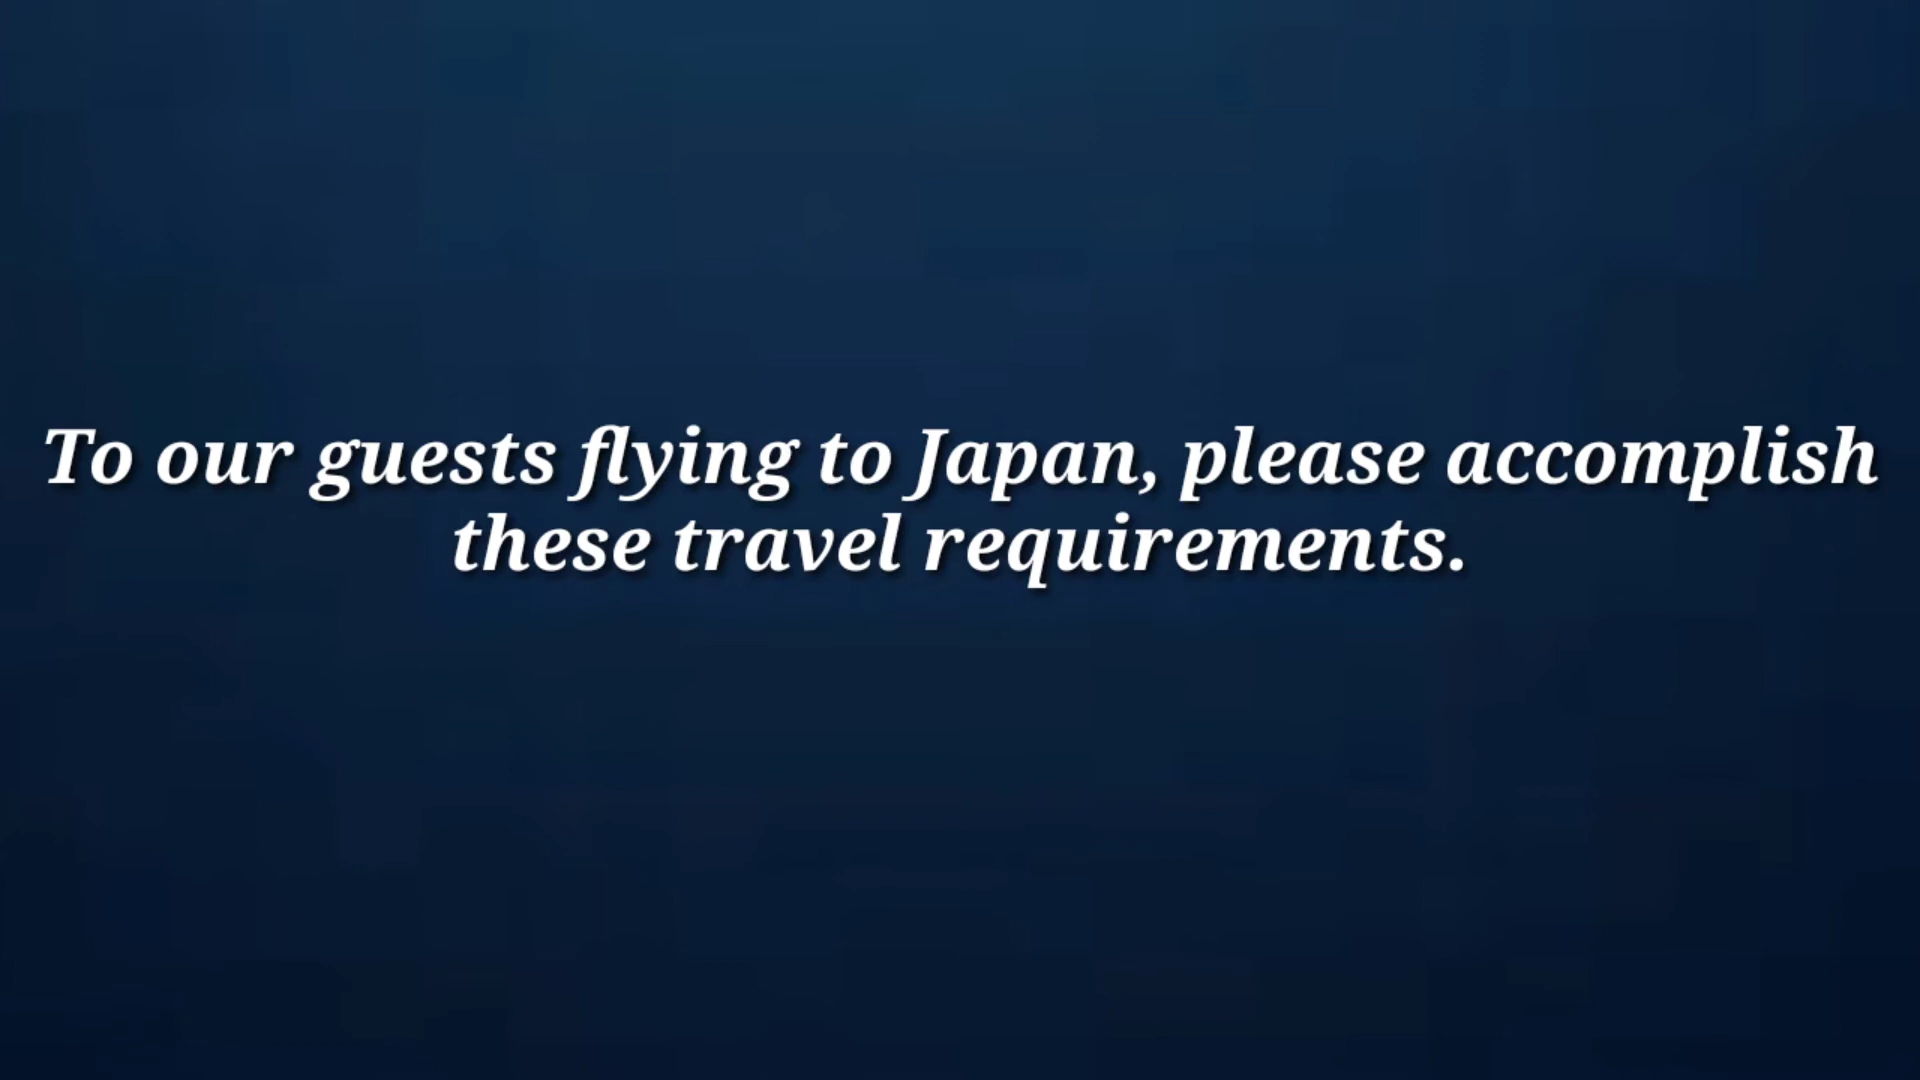 To our guests flying to Japan, please accomplish
these travel requirements.